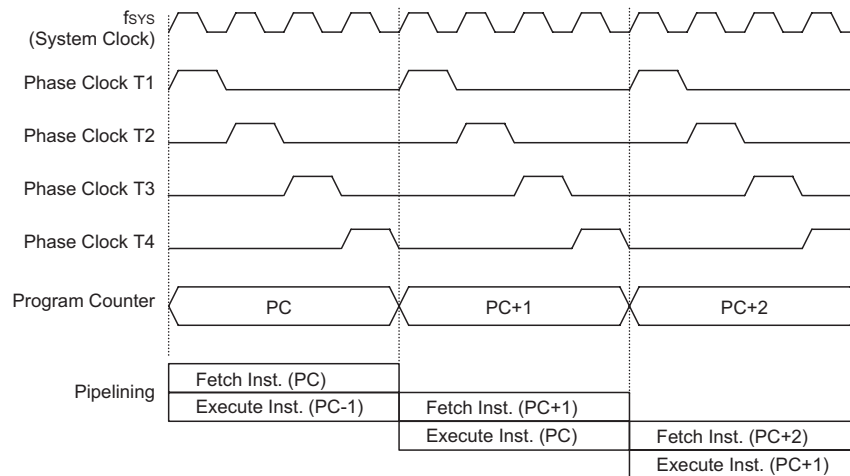 fSYS
(System Clock)
Phase Clock T1
Phase Clock T2
Phase Clock T3
Phase Clock T4
Program Counter
PC
PC+1
PC+2
Pipelining
Fetch Inst. (PC)
Execute Inst. (PC-1)
Fetch Inst. (PC+1)
Execute Inst. (PC)
Fetch Inst. (PC+2)
Execute Inst. (PC+1)